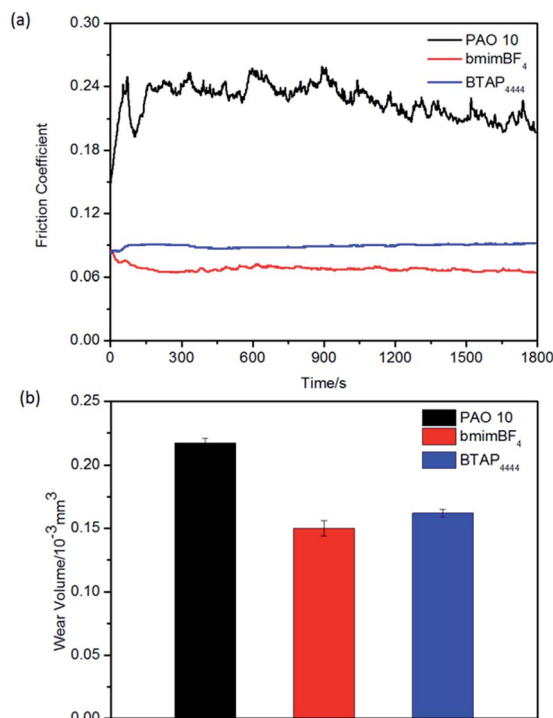 (a)
0.30
0.24
0.18
0.12
0.06
0.00
Friction Coefficient
PAO 10
bmimBF₄
BTAP₄₄₄₄
0 300 600 900 1200 1500 1800
Time/s
(b)
0.25
0.20
0.15
0.10
0.05
0.00
Wear Volume/10⁻³mm³
PAO 10
bmimBF₄
BTAP₄₄₄₄